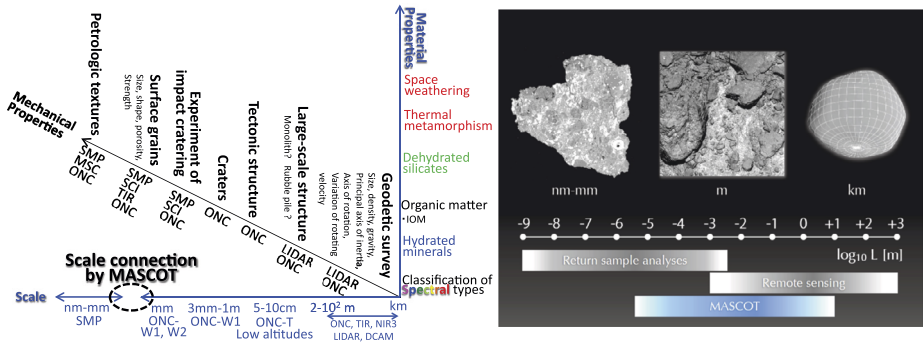 Material
Properties
Space
weathering
Thermal
metamorphism
Dehydrated
silicates
Organic matter
・IOM
Hydrated
minerals
Classification of
Spectral types
Mechanical
Properties
Petrologic textures
SMP
MSC
ONC
Surface grains
Size, shape, porosity,
Strength
SMP
SCI
TIR
ONC
Experiment of
impact cratering
SMP
SCI
ONC
Craters
ONC
Tectonic structure
ONC
Large-scale structure
Monolith? Rubble pile ?
LIDAR
ONC
Geodetic survey
Size, density, gravity,
Principal axis of inertia,
Axis of rotation,
Variation of rotating
velocity
LIDAR
ONC
Scale connection
by MASCOT
Scale
nm-mm
SMP
mm
ONC-
W1, W2
3mm-1m
ONC-W1
5-10cm
ONC-T
Low altitudes
2-10² m
km
ONC, TIR, NIR3
LIDAR, DCAM
nm-mm
m
km
-9 -8 -7 -6 -5 -4 -3 -2 -1 0 +1 +2 +3
log₁₀ L [m]
Return sample analyses
Remote sensing
MASCOT